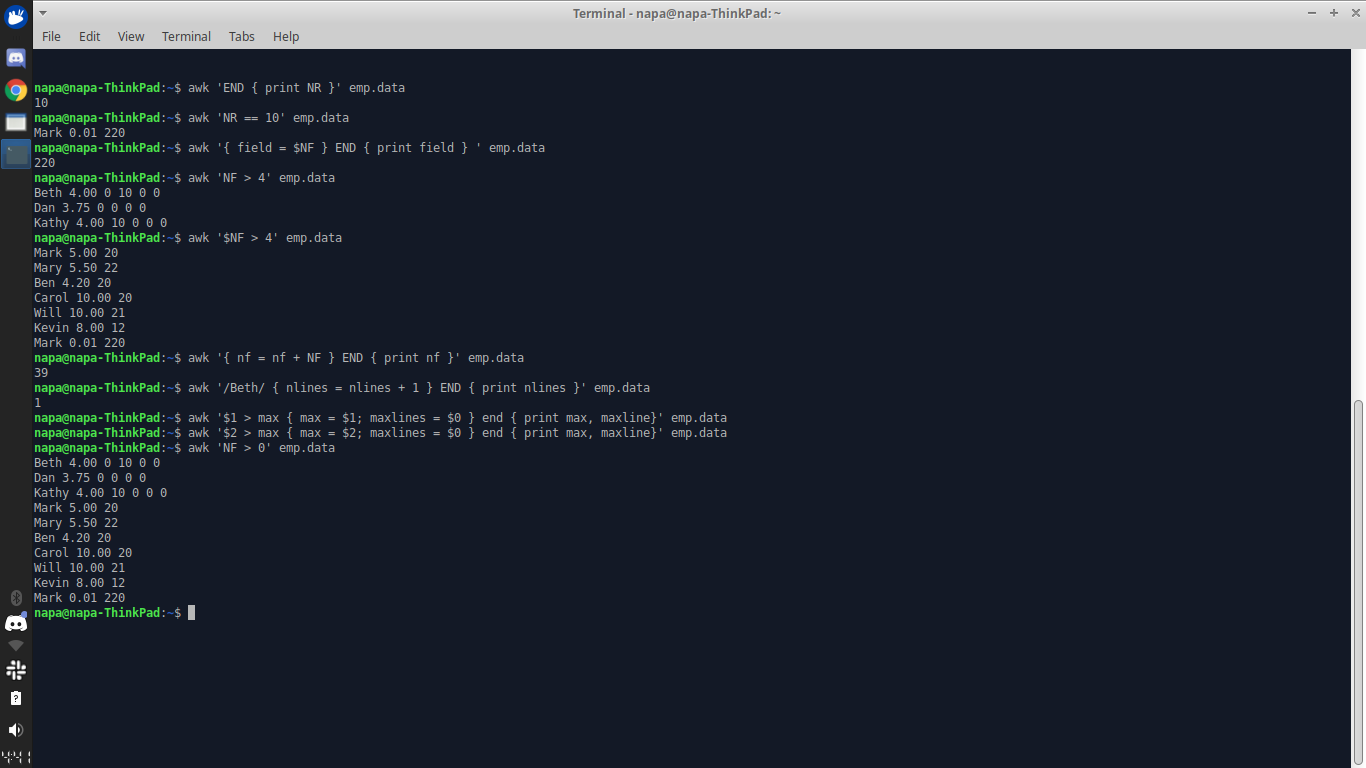 Terminal - napa@napa-ThinkPad: ~
File Edit View Terminal Tabs Help
napa@napa-ThinkPad:~$ awk 'END { print NR }' emp.data
10
napa@napa-ThinkPad:~$ awk 'NR == 10' emp.data
Mark 0.01 220
napa@napa-ThinkPad:~$ awk '{ field = $NF } END { print field } ' emp.data
220
napa@napa-ThinkPad:~$ awk 'NF > 4' emp.data
Beth 4.00 0 10 0 0
Dan 3.75 0 0 0 0
Kathy 4.00 10 0 0 0
napa@napa-ThinkPad:~$ awk '$NF > 4' emp.data
Mark 5.00 20
Mary 5.50 22
Ben 4.20 20
Carol 10.00 20
Will 10.00 21
Kevin 8.00 12
Mark 0.01 220
napa@napa-ThinkPad:~$ awk '{ nf = nf + NF } END { print nf }' emp.data
39
napa@napa-ThinkPad:~$ awk '/Beth/ { nlines = nlines + 1 } END { print nlines }' emp.data
1
napa@napa-ThinkPad:~$ awk '$1 > max { max = $1; maxlines = $0 } end { print max, maxline}' emp.data
napa@napa-ThinkPad:~$ awk '$2 > max { max = $2; maxlines = $0 } end { print max, maxline}' emp.data
napa@napa-ThinkPad:~$ awk 'NF > 0' emp.data
Beth 4.00 0 10 0 0
Dan 3.75 0 0 0 0
Kathy 4.00 10 0 0 0
Mark 5.00 20
Mary 5.50 22
Ben 4.20 20
Carol 10.00 20
Will 10.00 21
Kevin 8.00 12
Mark 0.01 220
napa@napa-ThinkPad:~$